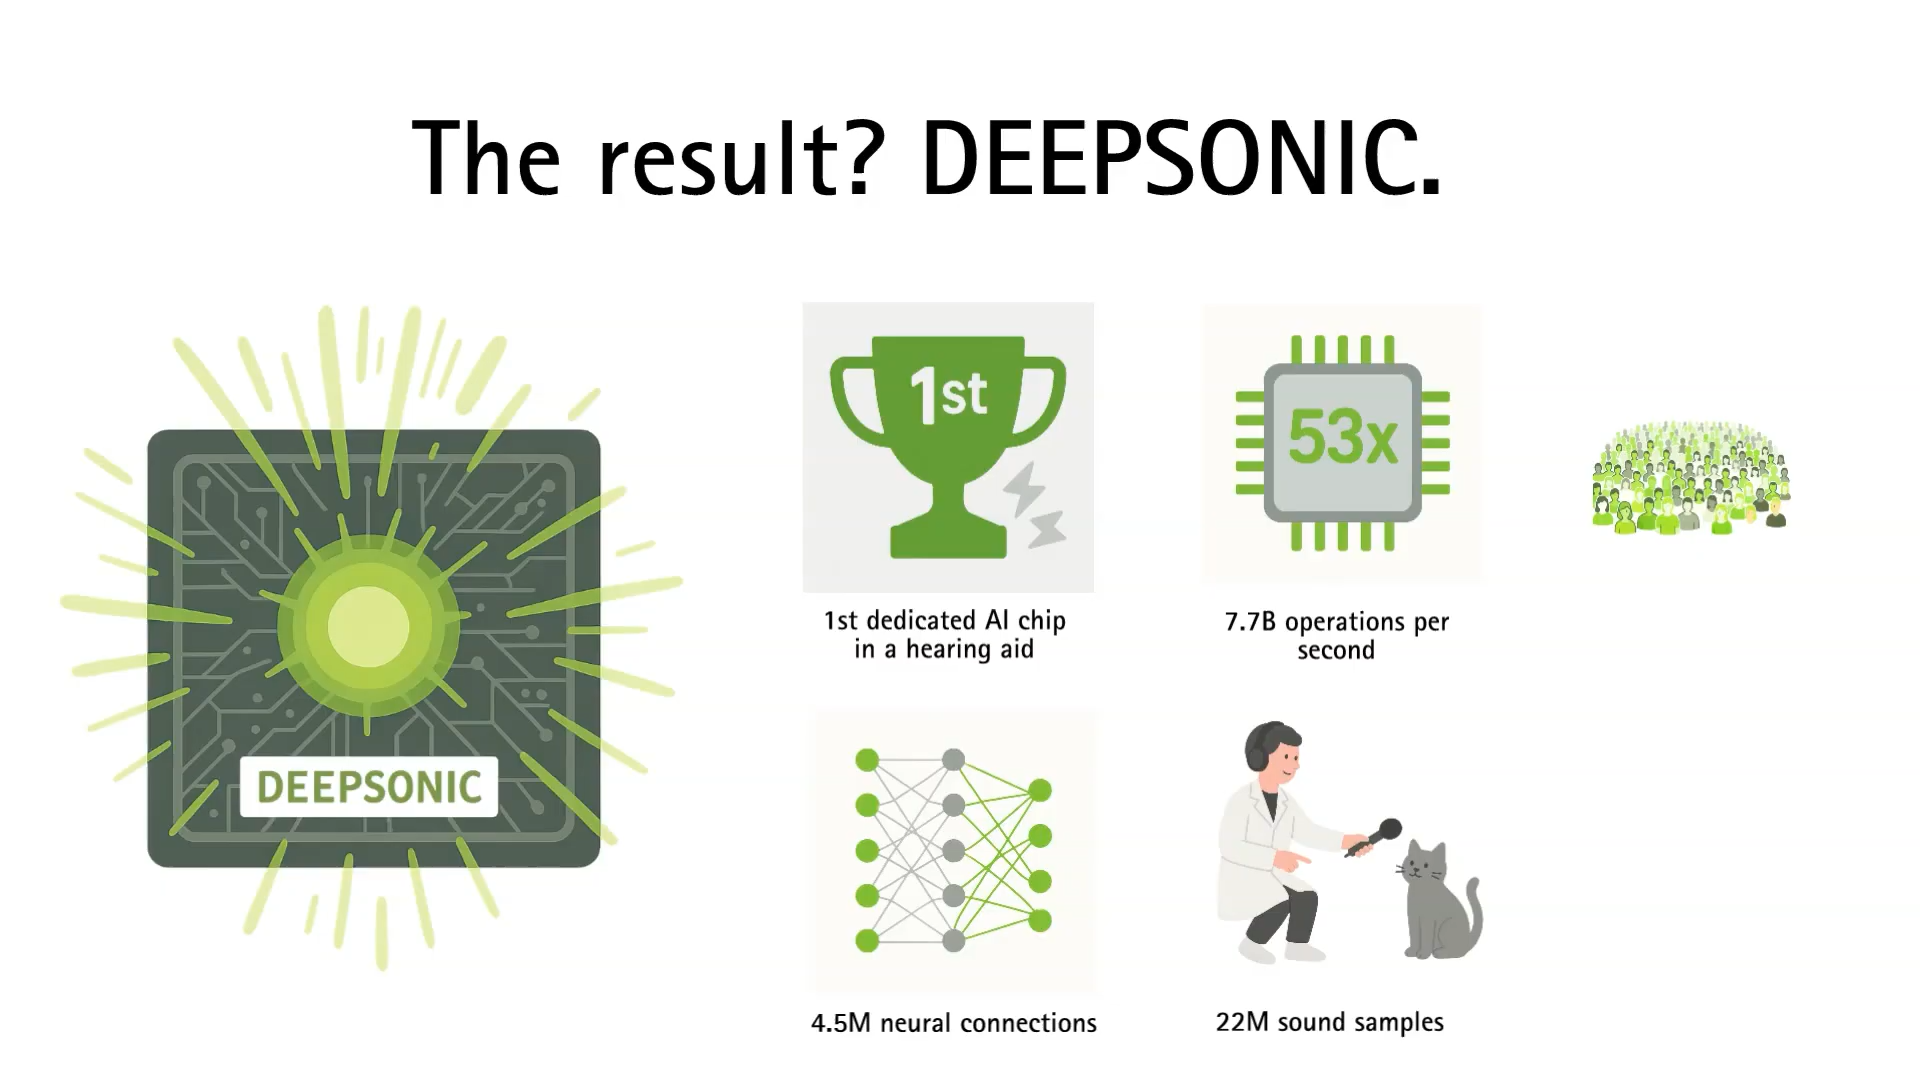 The result? DEEPSONIC.
DEEPSONIC
1st
1st dedicated AI chip
in a hearing aid
53x
7.7B operations per
second
4.5M neural connections
22M sound samples